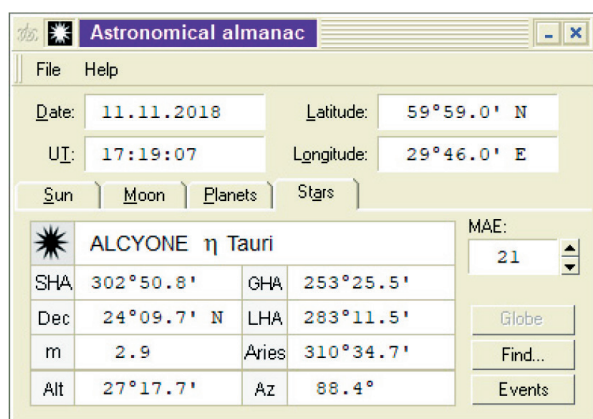 Astronomical almanac
File Help
Date: 11.11.2018 Latitude: 59°59.0' N
UT: 17:19:07 Longitude: 29°46.0' E
Sun Moon Planets Stars
ALCYONE η Tauri MAE:
21
SHA 302°50.8' GHA 253°25.5'
Dec 24°09.7' N LHA 283°11.5' Globe
m 2.9 Aries 310°34.7' Find...
Alt 27°17.7' Az 88.4° Events